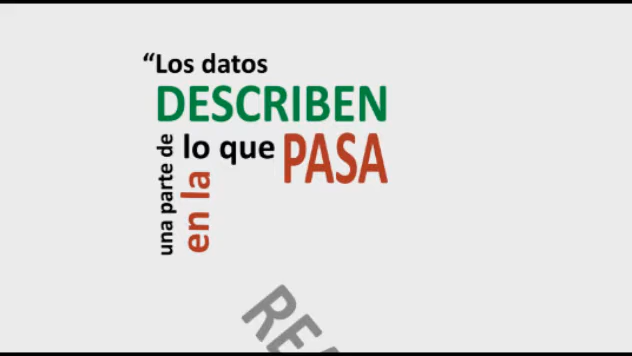 “Los datos
DESCRIBEN
una parte de
lo que
PASA
en la